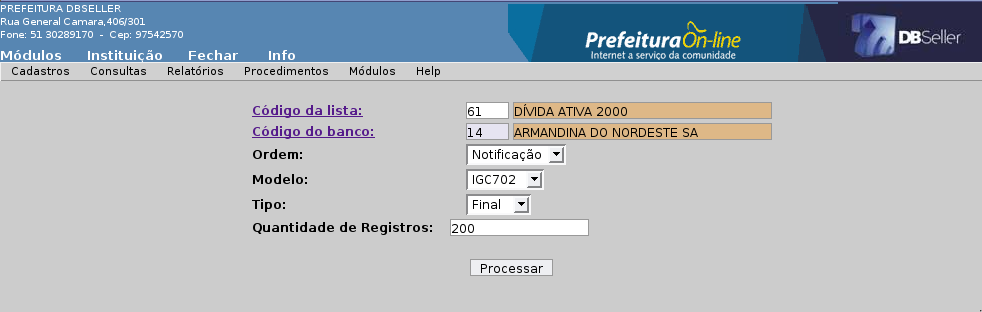 PREFEITURA DBSELLER
Rua General Camara,406/301
Fone: 51 30289170 - Cep: 97542570
Prefeitura On-line
Internet a serviço da comunidade
DBSeller
Módulos Instituição Fechar Info
Cadastros Consultas Relatórios Procedimentos Módulos Help
Código da lista: 61 DÍVIDA ATIVA 2000
Código do banco: 14 ARMANDINA DO NORDESTE SA
Ordem: Notificação
Modelo: IGC702
Tipo: Final
Quantidade de Registros: 200
Processar